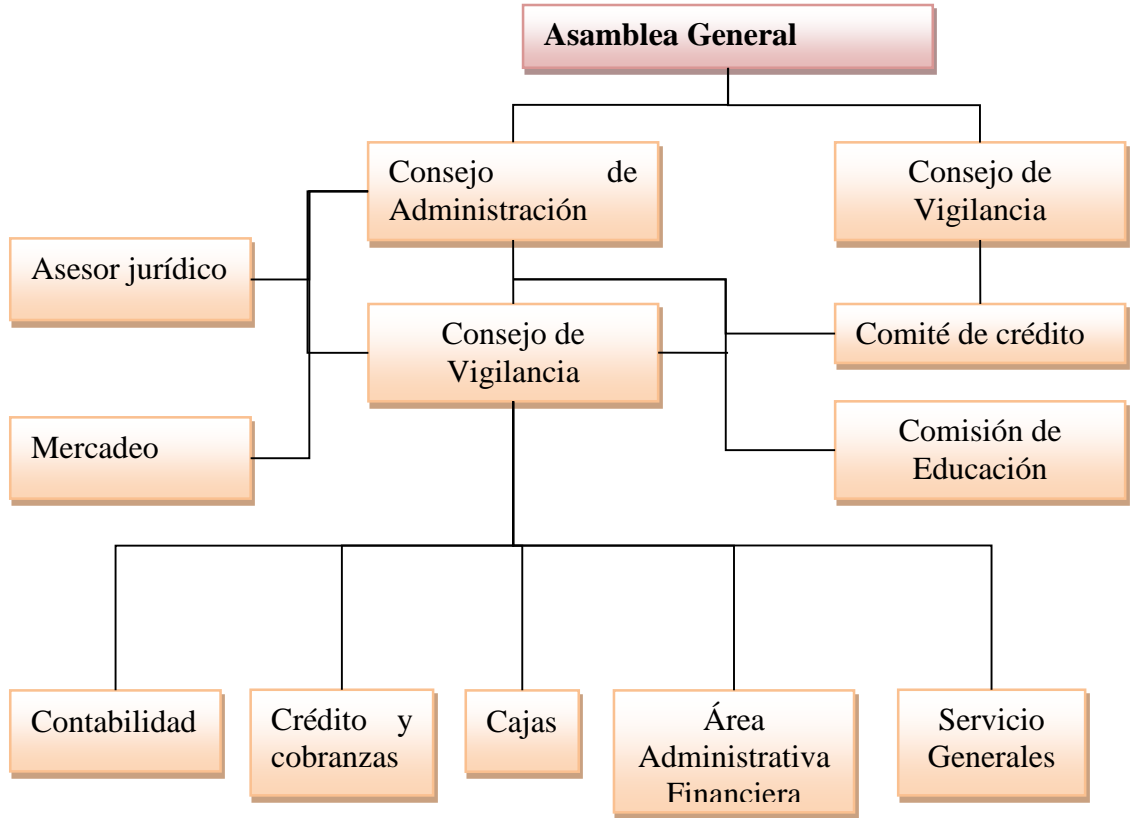 Asamblea General
Consejo de
Administración
Consejo de
Vigilancia
Asesor jurídico
Consejo de
Vigilancia
Comité de crédito
Mercadeo
Comisión de
Educación
Contabilidad
Crédito y
cobranzas
Cajas
Área
Administrativa
Financiera
Servicio
Generales